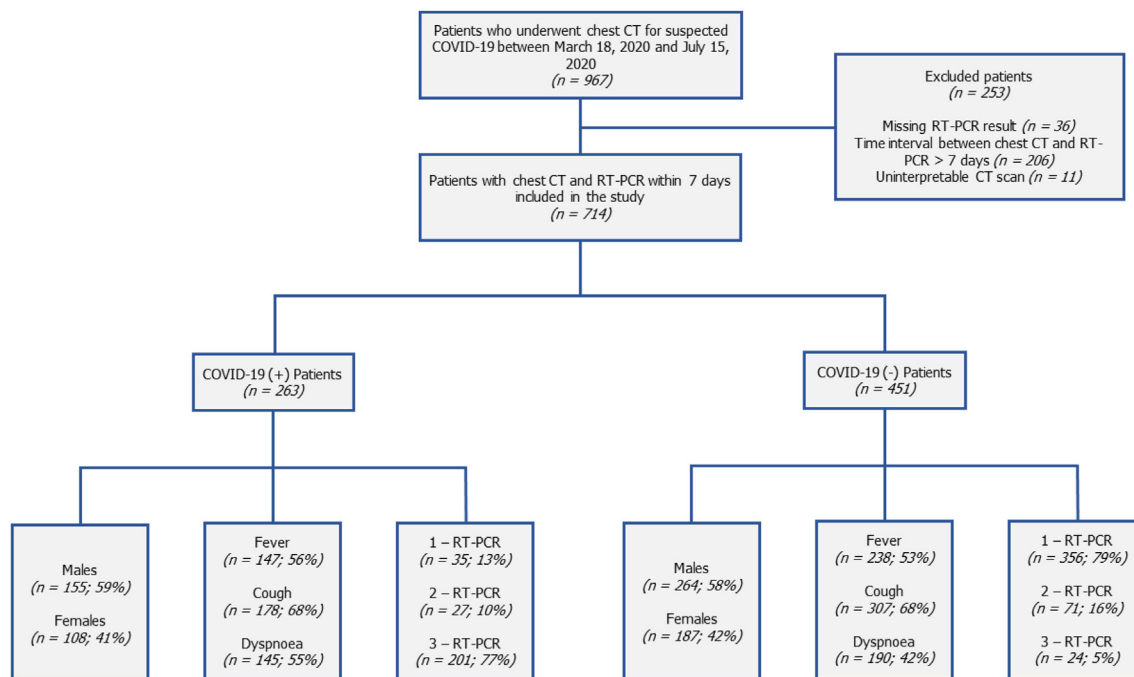 Patients who underwent chest CT for suspected
COVID-19 between March 18, 2020 and July 15,
2020
(n = 967)
Excluded patients
(n = 253)
Missing RT-PCR result (n = 36)
Time interval between chest CT and RT-
PCR > 7 days (n = 206)
Uninterpretable CT scan (n = 11)
Patients with chest CT and RT-PCR within 7 days
included in the study
(n = 714)
COVID-19 (+) Patients
(n = 263)
COVID-19 (-) Patients
(n = 451)
Males
(n = 155; 59%)
Females
(n = 108; 41%)
Fever
(n = 147; 56%)
Cough
(n = 178; 68%)
Dyspnoea
(n = 145; 55%)
1 – RT-PCR
(n = 35; 13%)
2 – RT-PCR
(n = 27; 10%)
3 – RT-PCR
(n = 201; 77%)
Males
(n = 264; 58%)
Females
(n = 187; 42%)
Fever
(n = 238; 53%)
Cough
(n = 307; 68%)
Dyspnoea
(n = 190; 42%)
1 – RT-PCR
(n = 356; 79%)
2 – RT-PCR
(n = 71; 16%)
3 – RT-PCR
(n = 24; 5%)